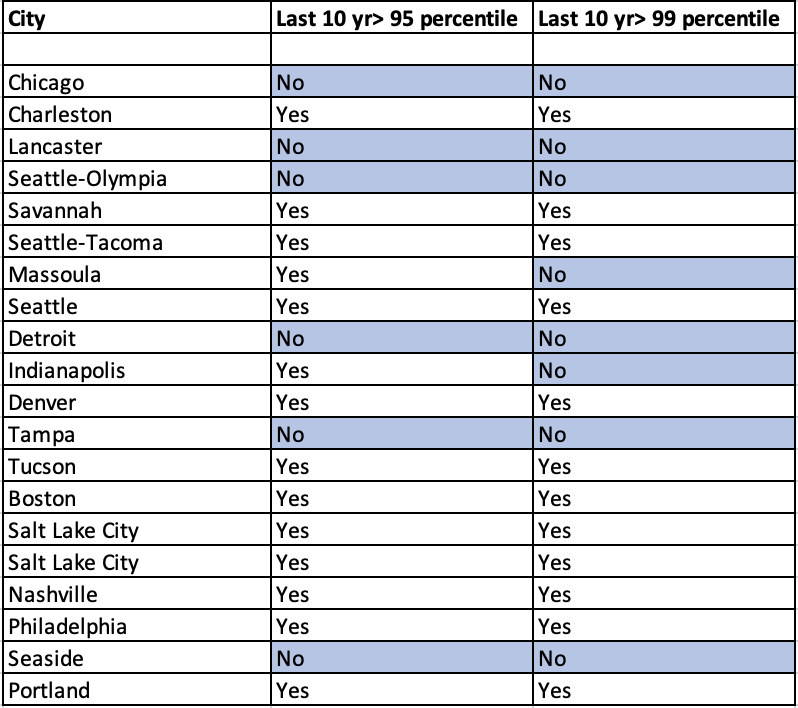 City Last 10 yr> 95 percentile Last 10 yr> 99 percentile
Chicago No No
Charleston Yes Yes
Lancaster No No
Seattle-Olympia No No
Savannah Yes Yes
Seattle-Tacoma Yes Yes
Massoula Yes No
Seattle Yes Yes
Detroit No No
Indianapolis Yes No
Denver Yes Yes
Tampa No No
Tucson Yes Yes
Boston Yes Yes
Salt Lake City Yes Yes
Salt Lake City Yes Yes
Nashville Yes Yes
Philadelphia Yes Yes
Seaside No No
Portland Yes Yes